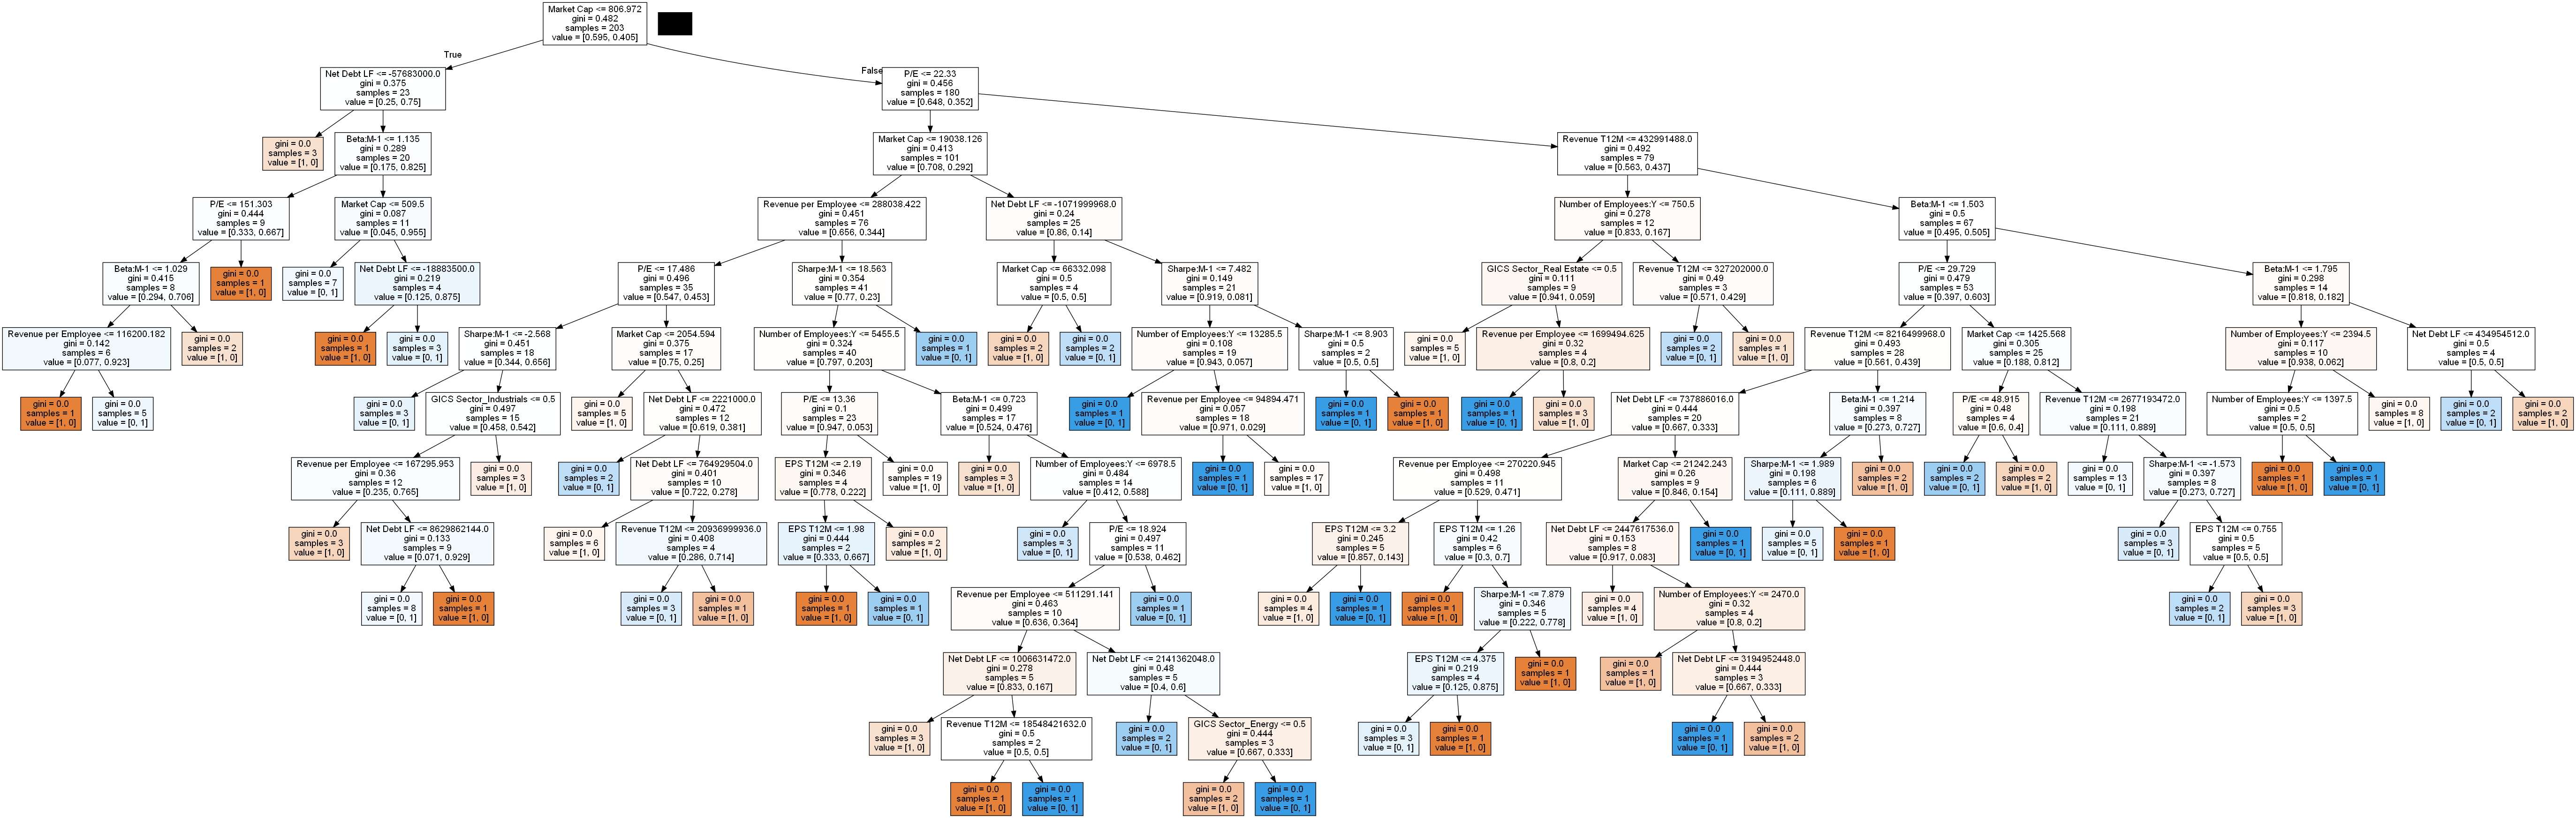 Market Cap <= 806.972
gini = 0.482
samples = 203
value = [0.595, 0.405]
True
False
Net Debt LF <= -57683000.0
gini = 0.375
samples = 23
value = [0.25, 0.75]
P/E <= 22.33
gini = 0.456
samples = 180
value = [0.648, 0.352]
gini = 0.0
samples = 3
value = [1, 0]
Beta:M-1 <= 1.135
gini = 0.289
samples = 20
value = [0.175, 0.825]
Market Cap <= 19038.126
gini = 0.413
samples = 101
value = [0.708, 0.292]
Revenue T12M <= 432991488.0
gini = 0.492
samples = 79
value = [0.563, 0.437]
P/E <= 151.303
gini = 0.444
samples = 9
value = [0.333, 0.667]
Market Cap <= 509.5
gini = 0.087
samples = 11
value = [0.045, 0.955]
Revenue per Employee <= 288038.422
gini = 0.451
samples = 76
value = [0.656, 0.344]
Net Debt LF <= -1071999968.0
gini = 0.24
samples = 25
value = [0.86, 0.14]
Number of Employees:Y <= 750.5
gini = 0.278
samples = 12
value = [0.833, 0.167]
Beta:M-1 <= 1.503
gini = 0.5
samples = 67
value = [0.495, 0.505]
Beta:M-1 <= 1.029
gini = 0.415
samples = 8
value = [0.294, 0.706]
gini = 0.0
samples = 1
value = [1, 0]
gini = 0.0
samples = 7
value = [0, 1]
Net Debt LF <= -18883500.0
gini = 0.219
samples = 4
value = [0.125, 0.875]
P/E <= 17.486
gini = 0.496
samples = 35
value = [0.547, 0.453]
Sharpe:M-1 <= 18.563
gini = 0.354
samples = 41
value = [0.77, 0.23]
Market Cap <= 66332.098
gini = 0.5
samples = 4
value = [0.5, 0.5]
Sharpe:M-1 <= 7.482
gini = 0.149
samples = 21
value = [0.919, 0.081]
GICS Sector_Real Estate <= 0.5
gini = 0.111
samples = 9
value = [0.941, 0.059]
Revenue T12M <= 327202000.0
gini = 0.49
samples = 3
value = [0.571, 0.429]
P/E <= 29.729
gini = 0.479
samples = 53
value = [0.397, 0.603]
Beta:M-1 <= 1.795
gini = 0.298
samples = 14
value = [0.818, 0.182]
Revenue per Employee <= 116200.182
gini = 0.142
samples = 6
value = [0.077, 0.923]
gini = 0.0
samples = 2
value = [1, 0]
gini = 0.0
samples = 1
value = [1, 0]
gini = 0.0
samples = 3
value = [0, 1]
Sharpe:M-1 <= -2.568
gini = 0.451
samples = 18
value = [0.344, 0.656]
Market Cap <= 2054.594
gini = 0.375
samples = 17
value = [0.75, 0.25]
Number of Employees:Y <= 5455.5
gini = 0.324
samples = 40
value = [0.797, 0.203]
gini = 0.0
samples = 1
value = [0, 1]
gini = 0.0
samples = 2
value = [1, 0]
gini = 0.0
samples = 2
value = [0, 1]
Number of Employees:Y <= 13285.5
gini = 0.108
samples = 19
value = [0.943, 0.057]
Sharpe:M-1 <= 8.903
gini = 0.5
samples = 2
value = [0.5, 0.5]
gini = 0.0
samples = 5
value = [1, 0]
Revenue per Employee <= 1699494.625
gini = 0.32
samples = 4
value = [0.8, 0.2]
gini = 0.0
samples = 2
value = [0, 1]
gini = 0.0
samples = 1
value = [1, 0]
Revenue T12M <= 8216499968.0
gini = 0.493
samples = 28
value = [0.561, 0.439]
Market Cap <= 1425.568
gini = 0.305
samples = 25
value = [0.188, 0.812]
Number of Employees:Y <= 2394.5
gini = 0.117
samples = 10
value = [0.938, 0.062]
Net Debt LF <= 434954512.0
gini = 0.5
samples = 4
value = [0.5, 0.5]
gini = 0.0
samples = 1
value = [1, 0]
gini = 0.0
samples = 5
value = [0, 1]
gini = 0.0
samples = 3
value = [0, 1]
GICS Sector_Industrials <= 0.5
gini = 0.497
samples = 15
value = [0.458, 0.542]
gini = 0.0
samples = 5
value = [1, 0]
Net Debt LF <= 2221000.0
gini = 0.472
samples = 12
value = [0.619, 0.381]
P/E <= 13.36
gini = 0.1
samples = 23
value = [0.947, 0.053]
Beta:M-1 <= 0.723
gini = 0.499
samples = 17
value = [0.524, 0.476]
gini = 0.0
samples = 1
value = [0, 1]
Revenue per Employee <= 94894.471
gini = 0.057
samples = 18
value = [0.971, 0.029]
gini = 0.0
samples = 1
value = [0, 1]
gini = 0.0
samples = 1
value = [1, 0]
gini = 0.0
samples = 1
value = [0, 1]
gini = 0.0
samples = 3
value = [1, 0]
Net Debt LF <= 737886016.0
gini = 0.444
samples = 20
value = [0.667, 0.333]
Beta:M-1 <= 1.214
gini = 0.397
samples = 8
value = [0.273, 0.727]
P/E <= 48.915
gini = 0.48
samples = 4
value = [0.6, 0.4]
Revenue T12M <= 2677193472.0
gini = 0.198
samples = 21
value = [0.111, 0.889]
Number of Employees:Y <= 1397.5
gini = 0.5
samples = 2
value = [0.5, 0.5]
gini = 0.0
samples = 8
value = [1, 0]
gini = 0.0
samples = 2
value = [0, 1]
gini = 0.0
samples = 2
value = [1, 0]
Revenue per Employee <= 167295.953
gini = 0.36
samples = 12
value = [0.235, 0.765]
gini = 0.0
samples = 3
value = [1, 0]
gini = 0.0
samples = 2
value = [0, 1]
Net Debt LF <= 764929504.0
gini = 0.401
samples = 10
value = [0.722, 0.278]
EPS T12M <= 2.19
gini = 0.346
samples = 4
value = [0.778, 0.222]
gini = 0.0
samples = 19
value = [1, 0]
gini = 0.0
samples = 3
value = [1, 0]
Number of Employees:Y <= 6978.5
gini = 0.484
samples = 14
value = [0.412, 0.588]
gini = 0.0
samples = 1
value = [0, 1]
gini = 0.0
samples = 17
value = [1, 0]
Revenue per Employee <= 270220.945
gini = 0.498
samples = 11
value = [0.529, 0.471]
Market Cap <= 21242.243
gini = 0.26
samples = 9
value = [0.846, 0.154]
Sharpe:M-1 <= 1.989
gini = 0.198
samples = 6
value = [0.111, 0.889]
gini = 0.0
samples = 2
value = [1, 0]
gini = 0.0
samples = 2
value = [0, 1]
gini = 0.0
samples = 2
value = [1, 0]
gini = 0.0
samples = 13
value = [0, 1]
Sharpe:M-1 <= -1.573
gini = 0.397
samples = 8
value = [0.273, 0.727]
gini = 0.0
samples = 1
value = [1, 0]
gini = 0.0
samples = 1
value = [0, 1]
gini = 0.0
samples = 3
value = [1, 0]
Net Debt LF <= 8629862144.0
gini = 0.133
samples = 9
value = [0.071, 0.929]
gini = 0.0
samples = 6
value = [1, 0]
Revenue T12M <= 20936999936.0
gini = 0.408
samples = 4
value = [0.286, 0.714]
EPS T12M <= 1.98
gini = 0.444
samples = 2
value = [0.333, 0.667]
gini = 0.0
samples = 2
value = [1, 0]
gini = 0.0
samples = 3
value = [0, 1]
P/E <= 18.924
gini = 0.497
samples = 11
value = [0.538, 0.462]
EPS T12M <= 3.2
gini = 0.245
samples = 5
value = [0.857, 0.143]
EPS T12M <= 1.26
gini = 0.42
samples = 6
value = [0.3, 0.7]
Net Debt LF <= 2447617536.0
gini = 0.153
samples = 8
value = [0.917, 0.083]
gini = 0.0
samples = 1
value = [0, 1]
gini = 0.0
samples = 5
value = [0, 1]
gini = 0.0
samples = 1
value = [1, 0]
gini = 0.0
samples = 3
value = [0, 1]
EPS T12M <= 0.755
gini = 0.5
samples = 5
value = [0.5, 0.5]
gini = 0.0
samples = 8
value = [0, 1]
gini = 0.0
samples = 1
value = [1, 0]
gini = 0.0
samples = 3
value = [0, 1]
gini = 0.0
samples = 1
value = [1, 0]
gini = 0.0
samples = 1
value = [1, 0]
gini = 0.0
samples = 1
value = [0, 1]
Revenue per Employee <= 511291.141
gini = 0.463
samples = 10
value = [0.636, 0.364]
gini = 0.0
samples = 1
value = [0, 1]
gini = 0.0
samples = 4
value = [1, 0]
gini = 0.0
samples = 1
value = [0, 1]
gini = 0.0
samples = 1
value = [1, 0]
Sharpe:M-1 <= 7.879
gini = 0.346
samples = 5
value = [0.222, 0.778]
gini = 0.0
samples = 4
value = [1, 0]
Number of Employees:Y <= 2470.0
gini = 0.32
samples = 4
value = [0.8, 0.2]
gini = 0.0
samples = 2
value = [0, 1]
gini = 0.0
samples = 3
value = [1, 0]
Net Debt LF <= 1006631472.0
gini = 0.278
samples = 5
value = [0.833, 0.167]
Net Debt LF <= 2141362048.0
gini = 0.48
samples = 5
value = [0.4, 0.6]
EPS T12M <= 4.375
gini = 0.219
samples = 4
value = [0.125, 0.875]
gini = 0.0
samples = 1
value = [1, 0]
gini = 0.0
samples = 1
value = [1, 0]
Net Debt LF <= 3194952448.0
gini = 0.444
samples = 3
value = [0.667, 0.333]
gini = 0.0
samples = 3
value = [1, 0]
Revenue T12M <= 18548421632.0
gini = 0.5
samples = 2
value = [0.5, 0.5]
gini = 0.0
samples = 2
value = [0, 1]
GICS Sector_Energy <= 0.5
gini = 0.444
samples = 3
value = [0.667, 0.333]
gini = 0.0
samples = 3
value = [0, 1]
gini = 0.0
samples = 1
value = [1, 0]
gini = 0.0
samples = 1
value = [0, 1]
gini = 0.0
samples = 2
value = [1, 0]
gini = 0.0
samples = 1
value = [1, 0]
gini = 0.0
samples = 1
value = [0, 1]
gini = 0.0
samples = 2
value = [1, 0]
gini = 0.0
samples = 1
value = [0, 1]